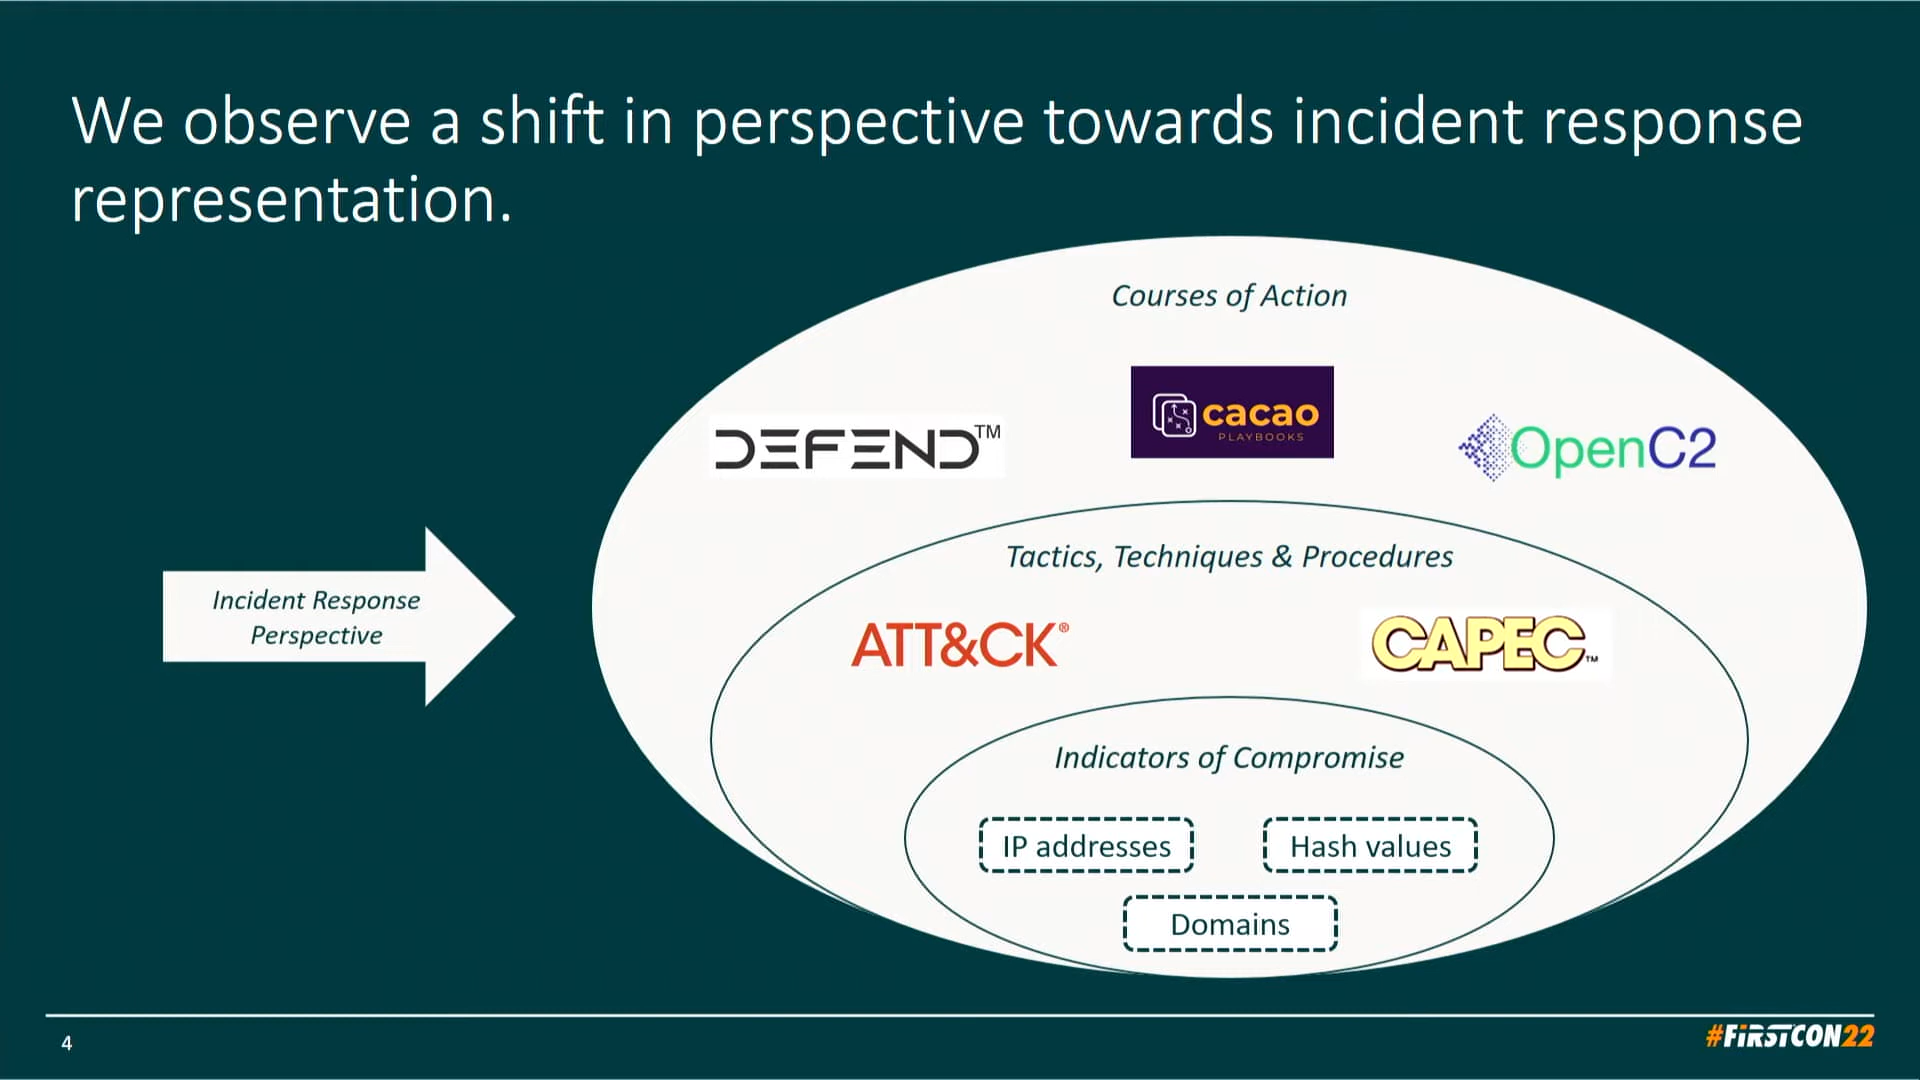 We observe a shift in perspective towards incident response
representation.
Courses of Action
DEFEND™
cacao
PLAYBOOKS
OpenC2
Incident Response
Perspective
Tactics, Techniques & Procedures
ATT&CK®
CAPEC™
Indicators of Compromise
IP addresses
Hash values
Domains
4
#FiRSTCON22